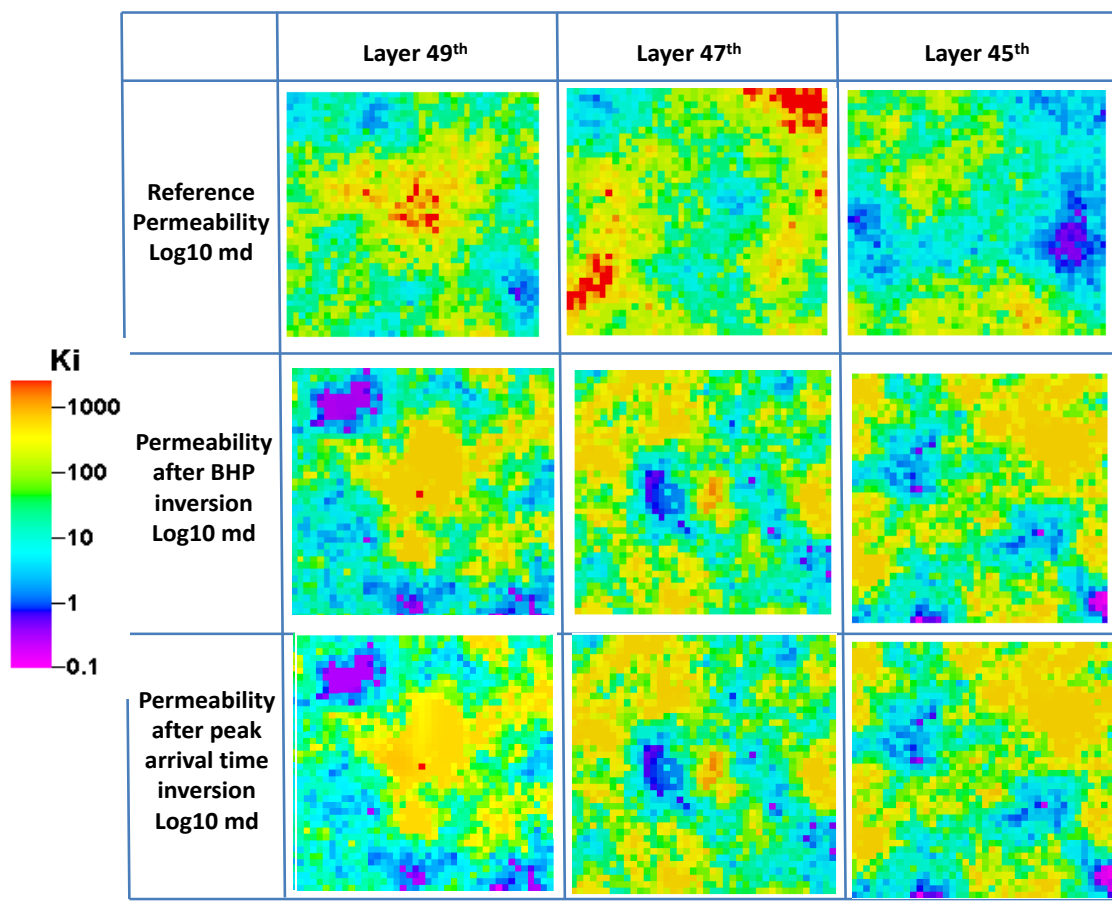 Layer 49th
Layer 47th
Layer 45th
Reference
Permeability
Log10 md
Ki
1000
100
10
1
0.1
Permeability
after BHP
inversion
Log10 md
Permeability
after peak
arrival time
inversion
Log10 md